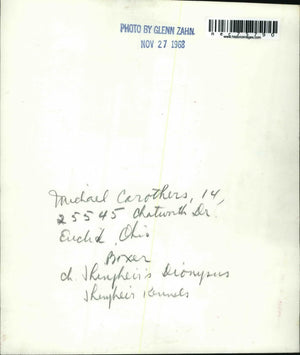 PHOTO BY GLENN ZAHN.
NOV 27 1968
Michael Carothers, 14,
25545 Chatworth Dr.
Euclid, Ohio
Boxer
Ch. Dionysus
Kennels